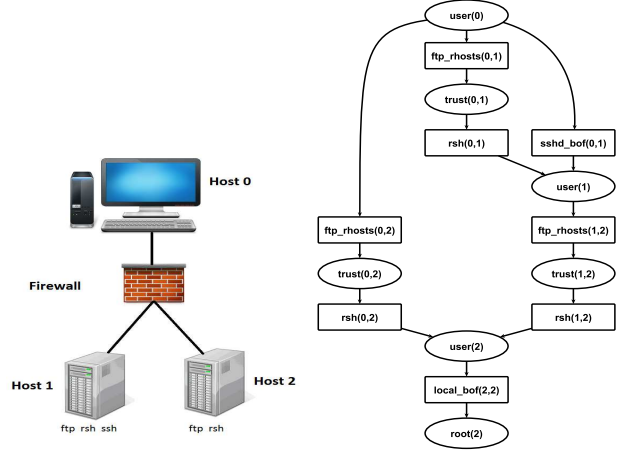 Host 0
Firewall
Host 1
ftp rsh ssh
Host 2
ftp rsh
user(0)
ftp_rhosts(0,1)
trust(0,1)
rsh(0,1)
sshd_bof(0,1)
user(1)
ftp_rhosts(0,2)
ftp_rhosts(1,2)
trust(0,2)
trust(1,2)
rsh(0,2)
rsh(1,2)
user(2)
local_bof(2,2)
root(2)